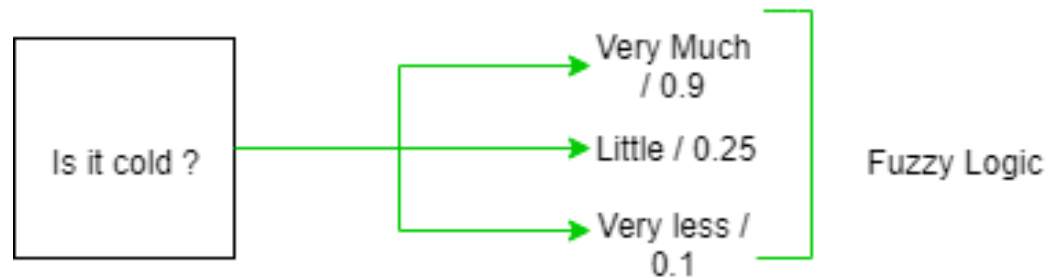 Is it cold ?
Very Much
/ 0.9
Little / 0.25
Very less /
0.1
Fuzzy Logic